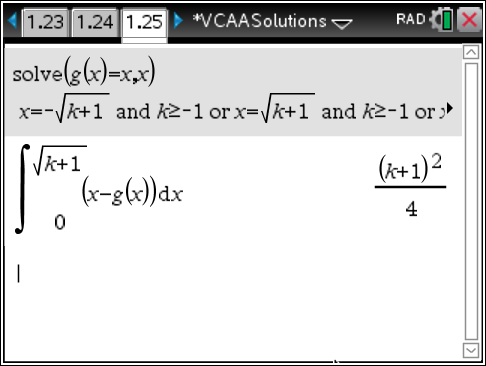 1.23 1.24 1.25 *VCAASolutions RAD
solve(g(x)=x,x)
x=-√(k+1) and k≥-1 or x=√(k+1) and k≥-1 or
∫₀^√(k+1) (x-g(x))dx (k+1)²/4